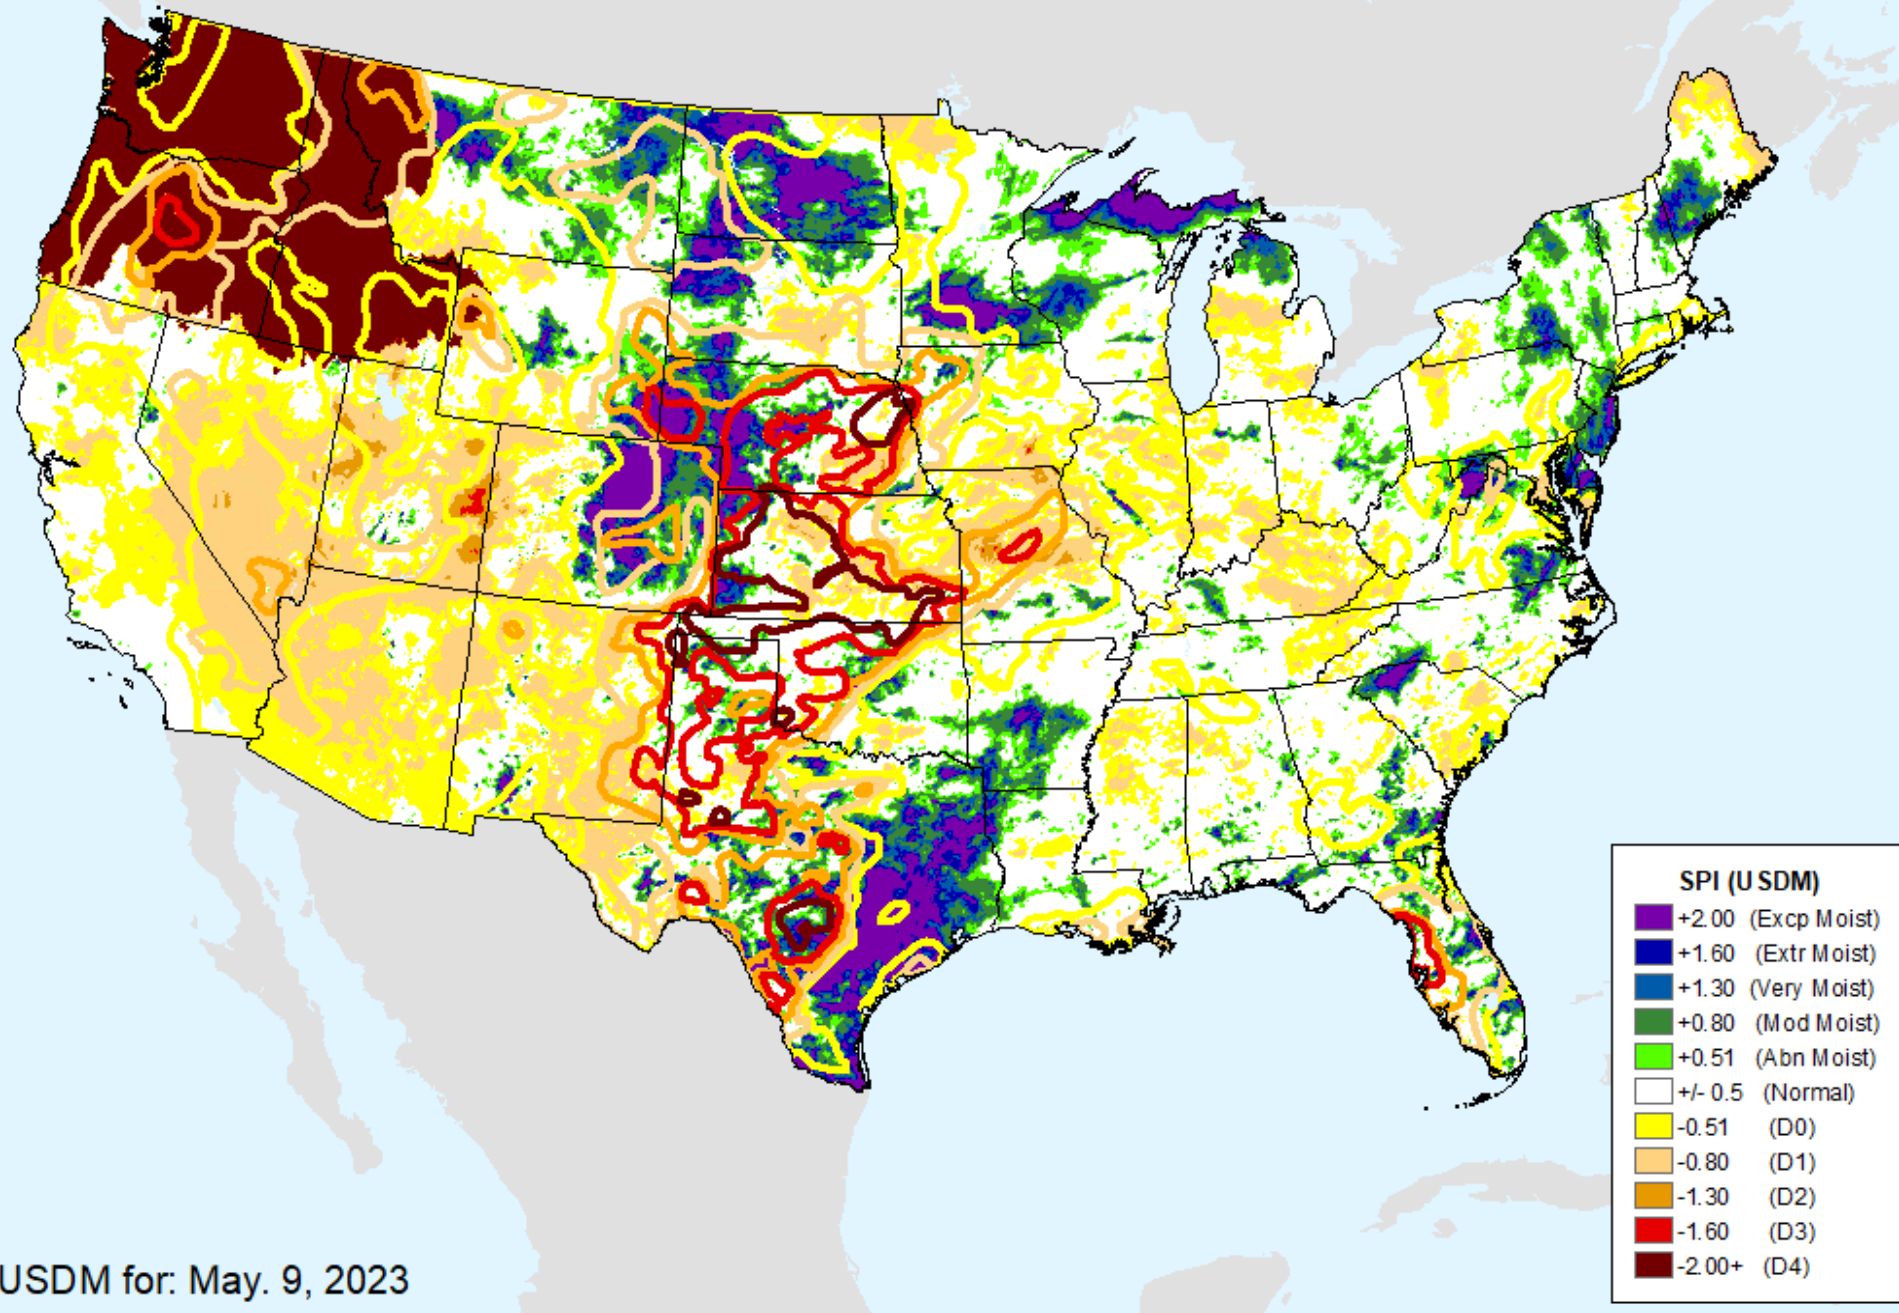 SPI (USDM)
+2.00 (Excp Moist)
+1.60 (Extr Moist)
+1.30 (Very Moist)
+0.80 (Mod Moist)
+0.51 (Abn Moist)
+/- 0.5 (Normal)
-0.51 (D0)
-0.80 (D1)
-1.30 (D2)
-1.60 (D3)
-2.00+ (D4)
USDM for: May. 9, 2023